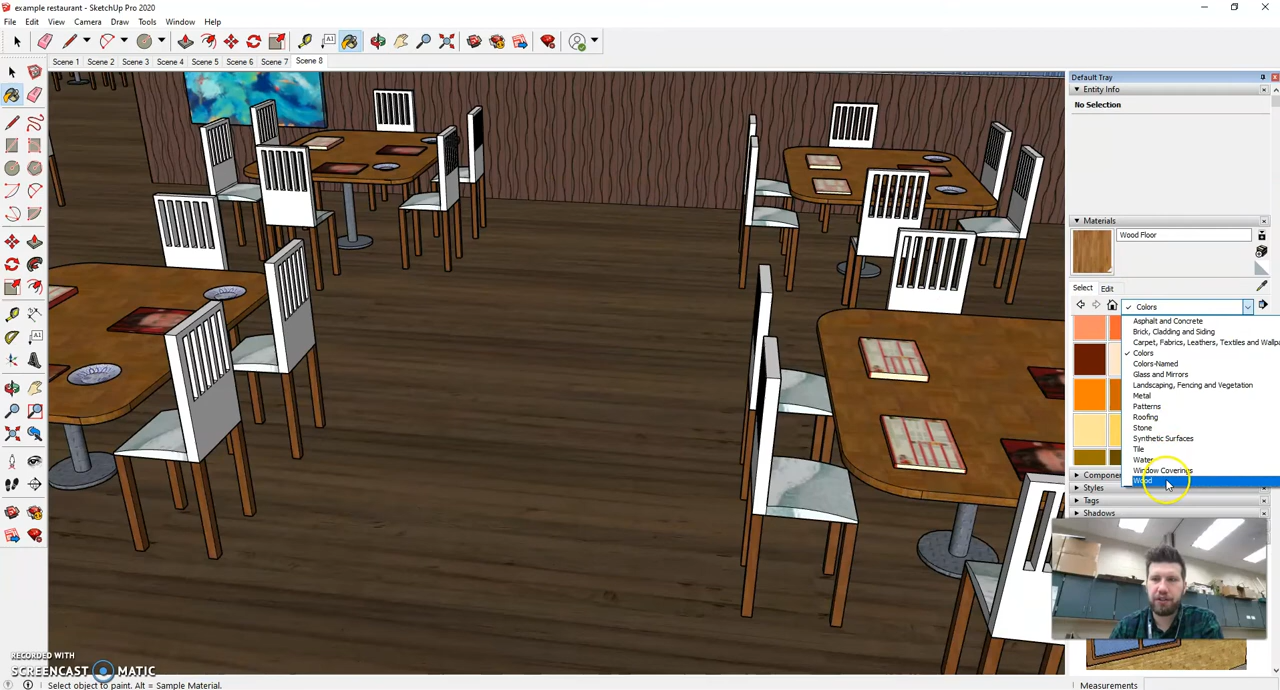 example restaurant - SketchUp Pro 2020
File Edit View Camera Draw Tools Window Help
Scene 1 Scene 2 Scene 3 Scene 4 Scene 5 Scene 6 Scene 7 Scene 8
Default Tray
Entity Info
No Selection
Materials
Wood Floor
Select Edit
Colors
Asphalt and Concrete
Brick, Cladding and Siding
Carpet, Fabrics, Leathers, Textiles and Wallpa
Colors
Colors-Named
Glass and Mirrors
Landscaping, Fencing and Vegetation
Metal
Patterns
Roofing
Stone
Synthetic Surfaces
Tile
Water
Window Coverings
Wood
Compone
Styles
Tags
Shadows
RECORDED WITH
SCREENCAST MATIC
Select object to paint. Alt = Sample Material.
Measurements